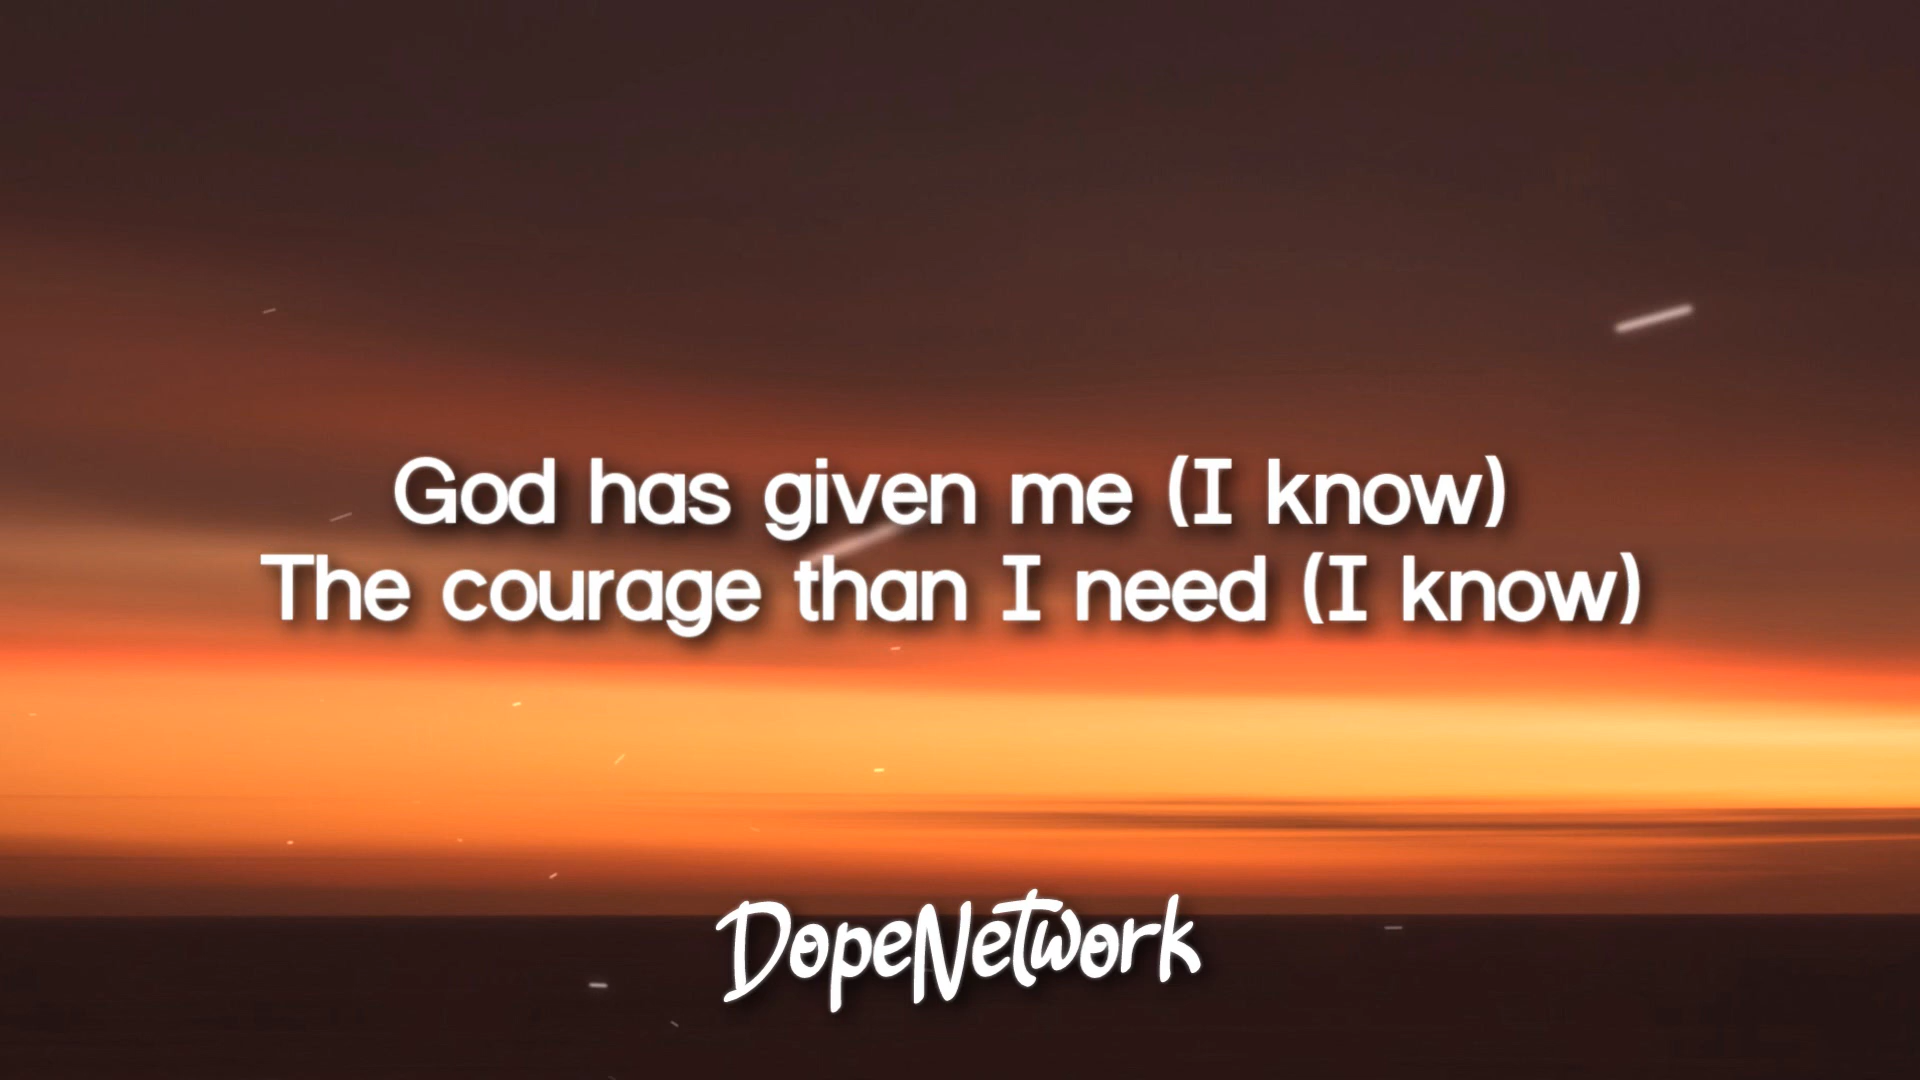 God has given me (I know)
The courage than I need (I know)
DopeNetwork